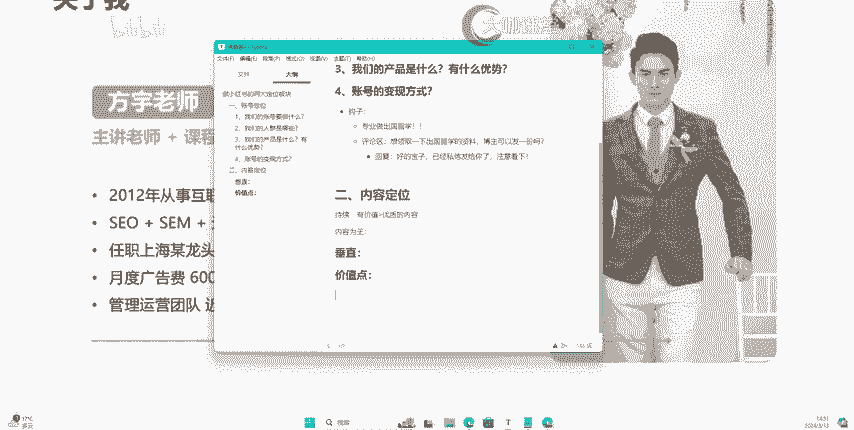 关于我
bilibili
大咖课堂
方宇老师
主讲老师 + 课程
• 2012年从事互联
• SEO + SEM +
• 任职上海某龙头
• 月度广告费 600
• 管理运营团队 近
文件(F) 编辑(E) 段落(P) 格式(O) 视图(V) 主题(T) 帮助(H)
文件 大纲
做小红书的两大定位板块
一、账号定位
1、我们的账号要做什么?
2、我们的人群是哪些?
3、我们的产品是什么?有
什么优势?
4、账号的变现方式?
二、内容定位
垂直:
价值点:
3、我们的产品是什么?有什么优势?
4、账号的变现方式?
• 钩子:
专业做出国留学!!
评论区:想领取一下出国留学的资料,博主可以发一份吗?
回复:好的宝子,已经私信发给你了,注意看下!
二、内容定位
持续 有价值>优质的内容
内容为王:
垂直:
价值点:
17°C
多云
搜索
14:31
2024/3/13